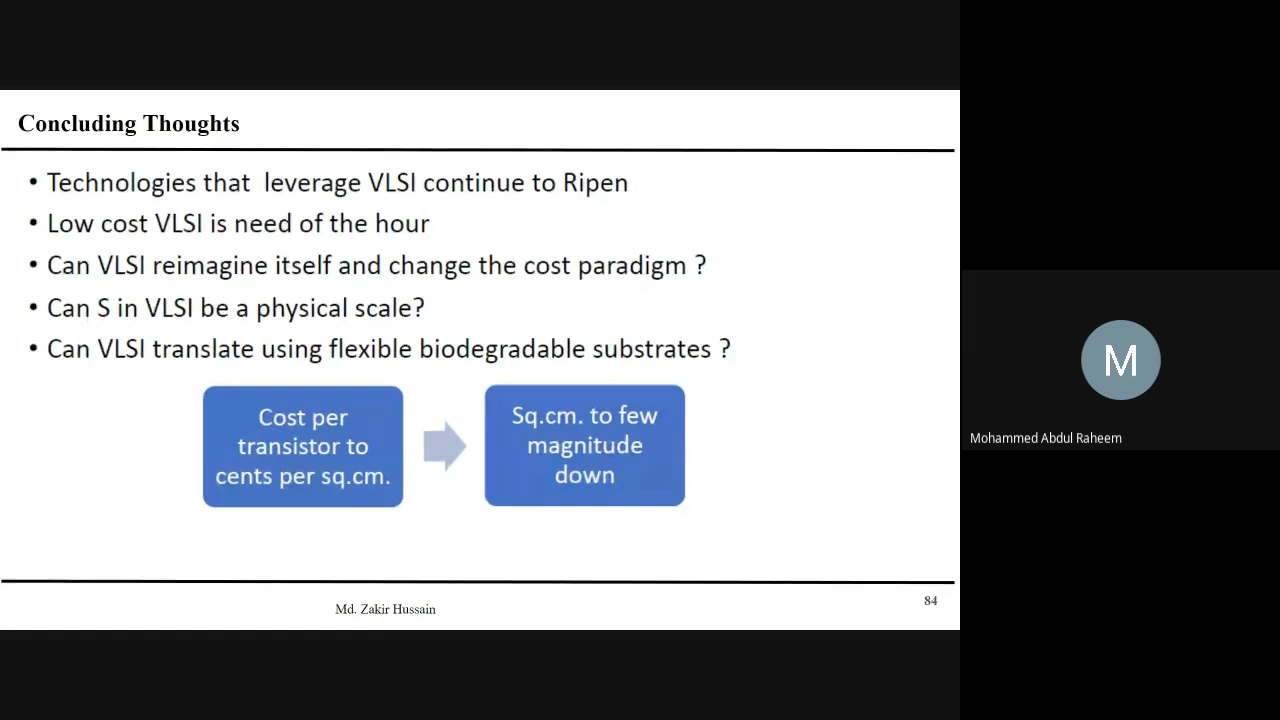 Concluding Thoughts
• Technologies that leverage VLSI continue to Ripen
• Low cost VLSI is need of the hour
• Can VLSI reimagine itself and change the cost paradigm ?
• Can S in VLSI be a physical scale?
• Can VLSI translate using flexible biodegradable substrates ?
Cost per
transistor to
cents per sq.cm.
Sq.cm. to few
magnitude
down
Md. Zakir Hussain
84
M
Mohammed Abdul Raheem